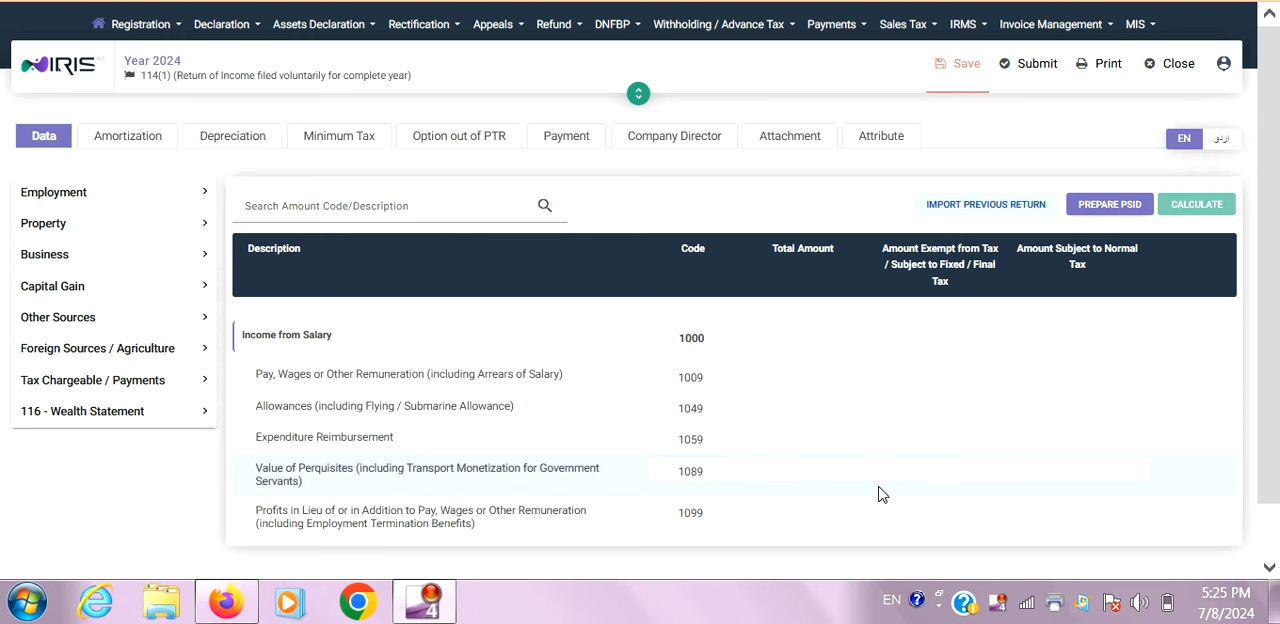 Registration Declaration Assets Declaration Rectification Appeals Refund DNFBP Withholding / Advance Tax Payments Sales Tax IRMS Invoice Management MIS
IRIS
Year 2024
114(1) (Return of Income filed voluntarily for complete year)
Save Submit Print Close
Data Amortization Depreciation Minimum Tax Option out of PTR Payment Company Director Attachment Attribute
EN اردو
Employment
Property
Business
Capital Gain
Other Sources
Foreign Sources / Agriculture
Tax Chargeable / Payments
116 - Wealth Statement
Search Amount Code/Description
IMPORT PREVIOUS RETURN PREPARE PSID CALCULATE
Description Code Total Amount Amount Exempt from Tax Amount Subject to Normal
/ Subject to Fixed / Final Tax
Tax
Income from Salary 1000
Pay, Wages or Other Remuneration (including Arrears of Salary) 1009
Allowances (including Flying / Submarine Allowance) 1049
Expenditure Reimbursement 1059
Value of Perquisites (including Transport Monetization for Government 1089
Servants)
Profits in Lieu of or in Addition to Pay, Wages or Other Remuneration 1099
(including Employment Termination Benefits)
4
EN 5:25 PM
7/8/2024